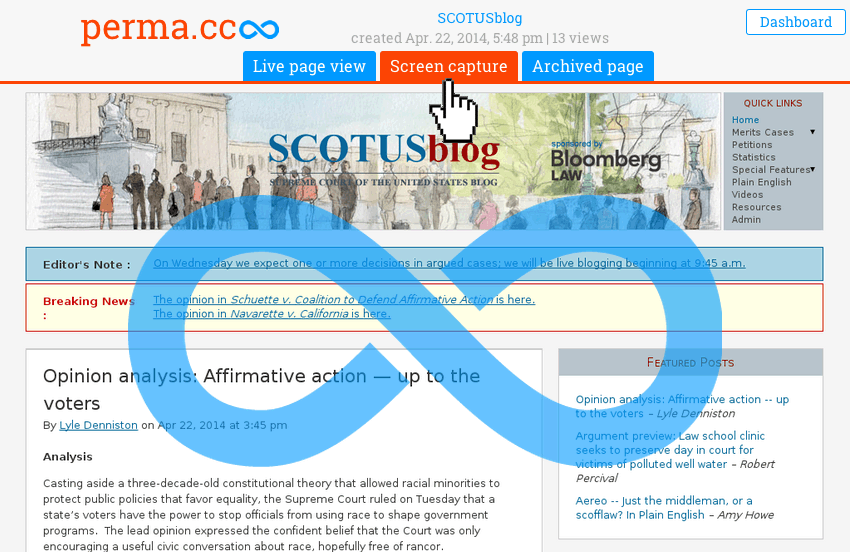 perma.cc
SCOTUSblog
created Apr. 22, 2014, 5:48 pm | 13 views
Dashboard
Live page view
Screen capture
Archived page
SCOTUSblog
SUPREME COURT OF THE UNITED STATES BLOG
sponsored by
Bloomberg
LAW
QUICK LINKS
Home
Merits Cases
Petitions
Statistics
Special Features
Plain English
Videos
Resources
Admin
Editor's Note :
On Wednesday we expect one or more decisions in argued cases; we will be live blogging beginning at 9:45 a.m.
Breaking News
:
The opinion in Schuette v. Coalition to Defend Affirmative Action is here.
The opinion in Navarette v. California is here.
Opinion analysis: Affirmative action — up to the
voters
By Lyle Denniston on Apr 22, 2014 at 3:45 pm
Analysis
Casting aside a three-decade-old constitutional theory that allowed racial minorities to
protect public policies that favor equality, the Supreme Court ruled on Tuesday that a
state's voters have the power to stop officials from using race to shape government
programs. The lead opinion expressed the confident belief that the Court was only
encouraging a useful civic conversation about race, hopefully free of rancor.
FEATURED POSTS
Opinion analysis: Affirmative action -- up
to the voters – Lyle Denniston
Argument preview: Law school clinic
seeks to preserve day in court for
victims of polluted well water – Robert
Percival
Aereo -- Just the middleman, or a
scofflaw? In Plain English – Amy Howe